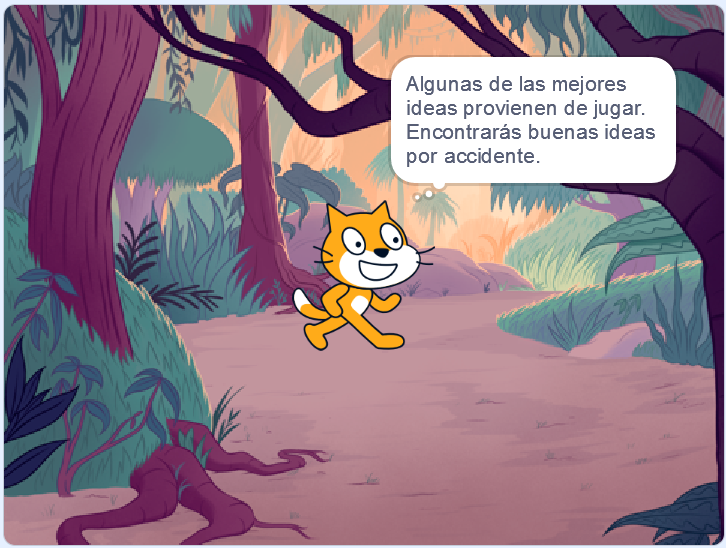 Algunas de las mejores
ideas provienen de jugar.
Encontrarás buenas ideas
por accidente.